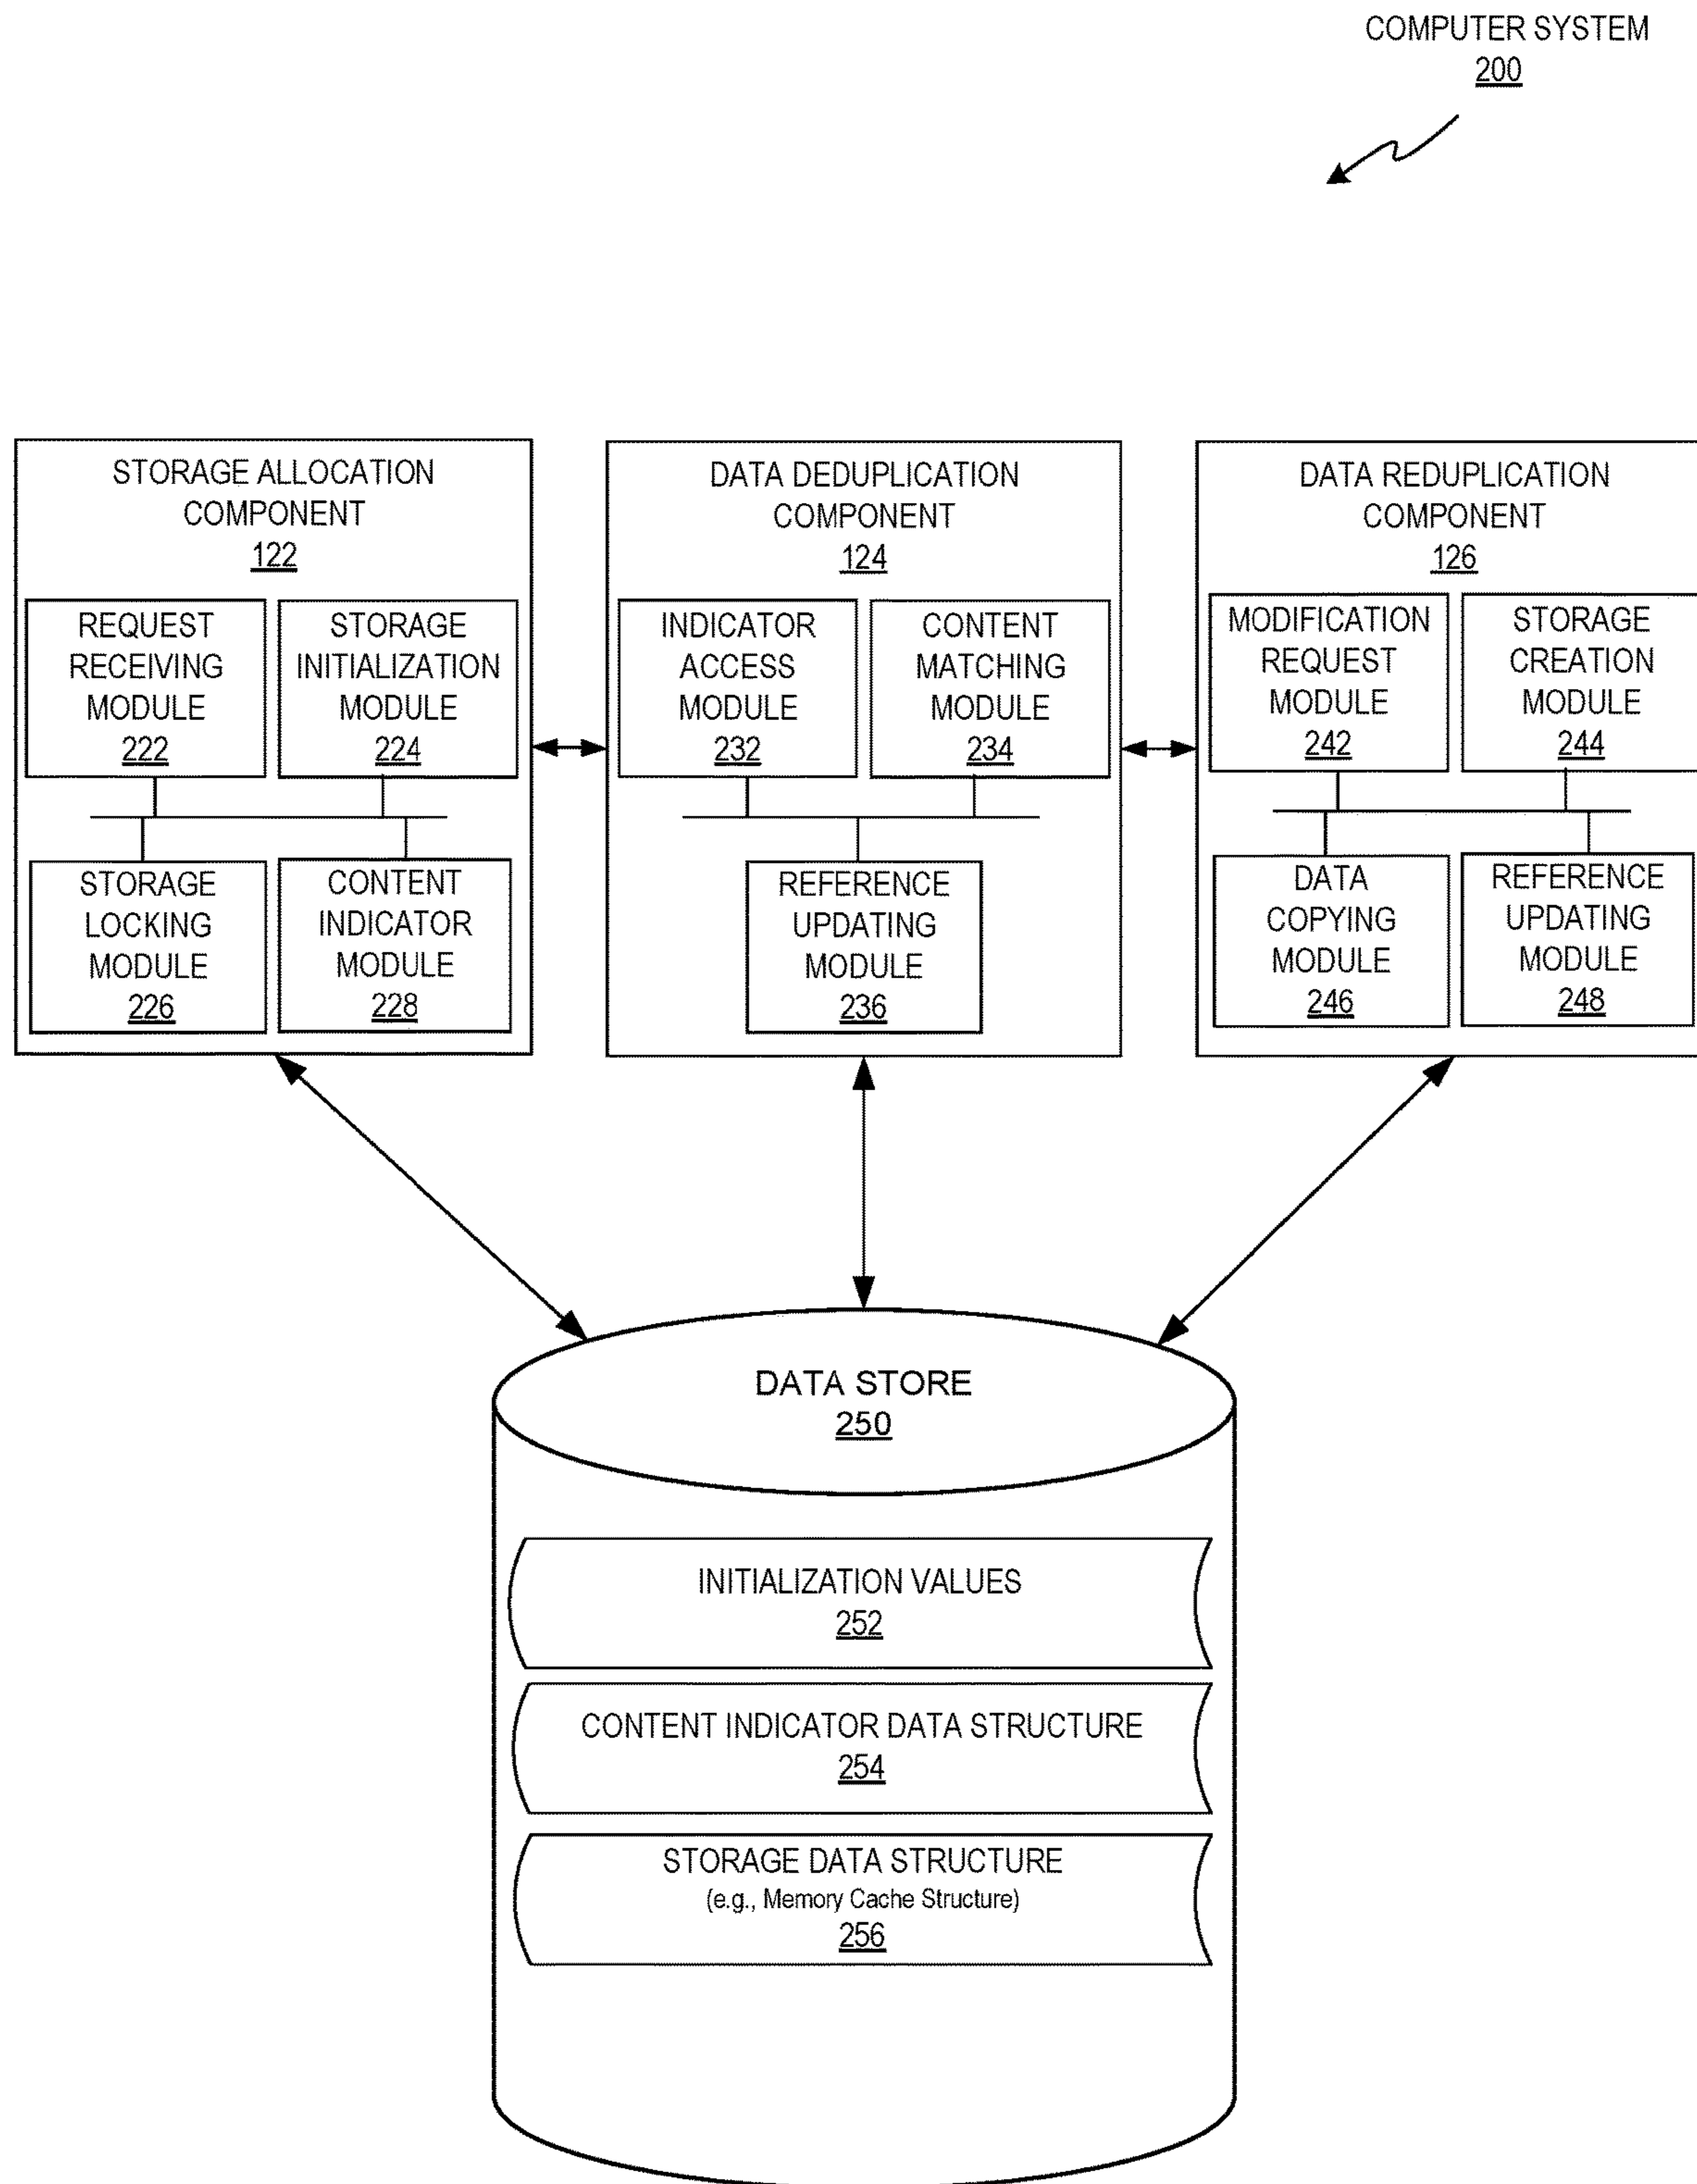 COMPUTER SYSTEM
200
STORAGE ALLOCATION
COMPONENT
122
REQUEST
RECEIVING
MODULE
222
STORAGE
INITIALIZATION
MODULE
224
STORAGE
LOCKING
MODULE
226
CONTENT
INDICATOR
MODULE
228
DATA DEDUPLICATION
COMPONENT
124
INDICATOR
ACCESS
MODULE
232
CONTENT
MATCHING
MODULE
234
REFERENCE
UPDATING
MODULE
236
DATA REDUPLICATION
COMPONENT
126
MODIFICATION
REQUEST
MODULE
242
STORAGE
CREATION
MODULE
244
DATA
COPYING
MODULE
246
REFERENCE
UPDATING
MODULE
248
DATA STORE
250
INITIALIZATION VALUES
252
CONTENT INDICATOR DATA STRUCTURE
254
STORAGE DATA STRUCTURE
(e.g., Memory Cache Structure)
256